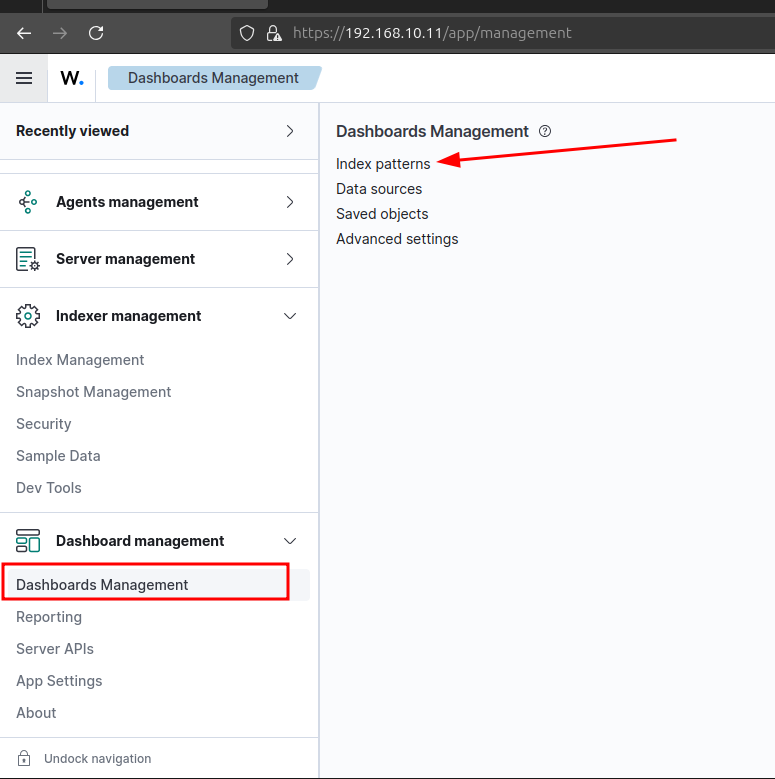 https://192.168.10.11/app/management
W.
Dashboards Management
Recently viewed
Agents management
Server management
Indexer management
Index Management
Snapshot Management
Security
Sample Data
Dev Tools
Dashboard management
Dashboards Management
Reporting
Server APIs
App Settings
About
Undock navigation
Dashboards Management
Index patterns
Data sources
Saved objects
Advanced settings